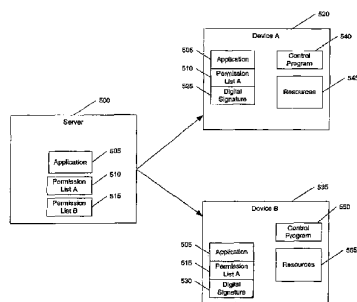 520
Device A
505
540
Application
Control
Program
510
Permission
List A
Digital
Signature
Resources
545
500
Server
Application
505
Permission
List A
510
Permission
List B
515
535
Device B
550
Control
Program
505
Application
515
Permission
List A
Resources
530
Digital
Signature